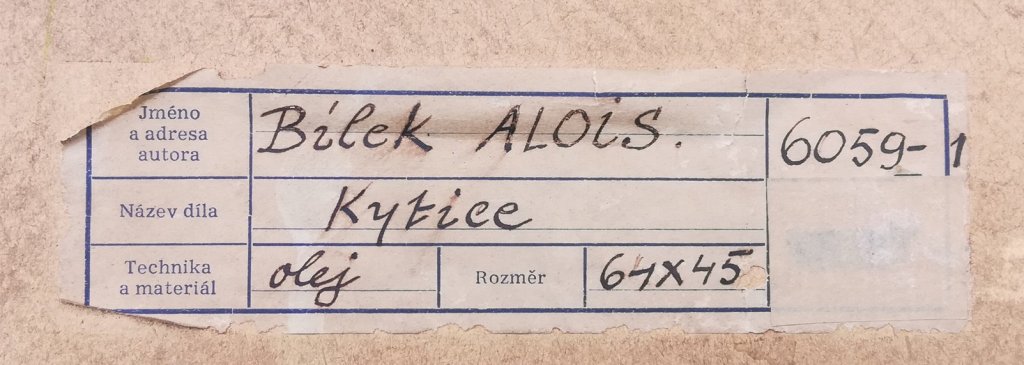 Jméno
a adresa
autora
Bílek ALOiS.
6059-1
Název díla
Kytice
Technika
a materiál
olej
Rozměr
64x45